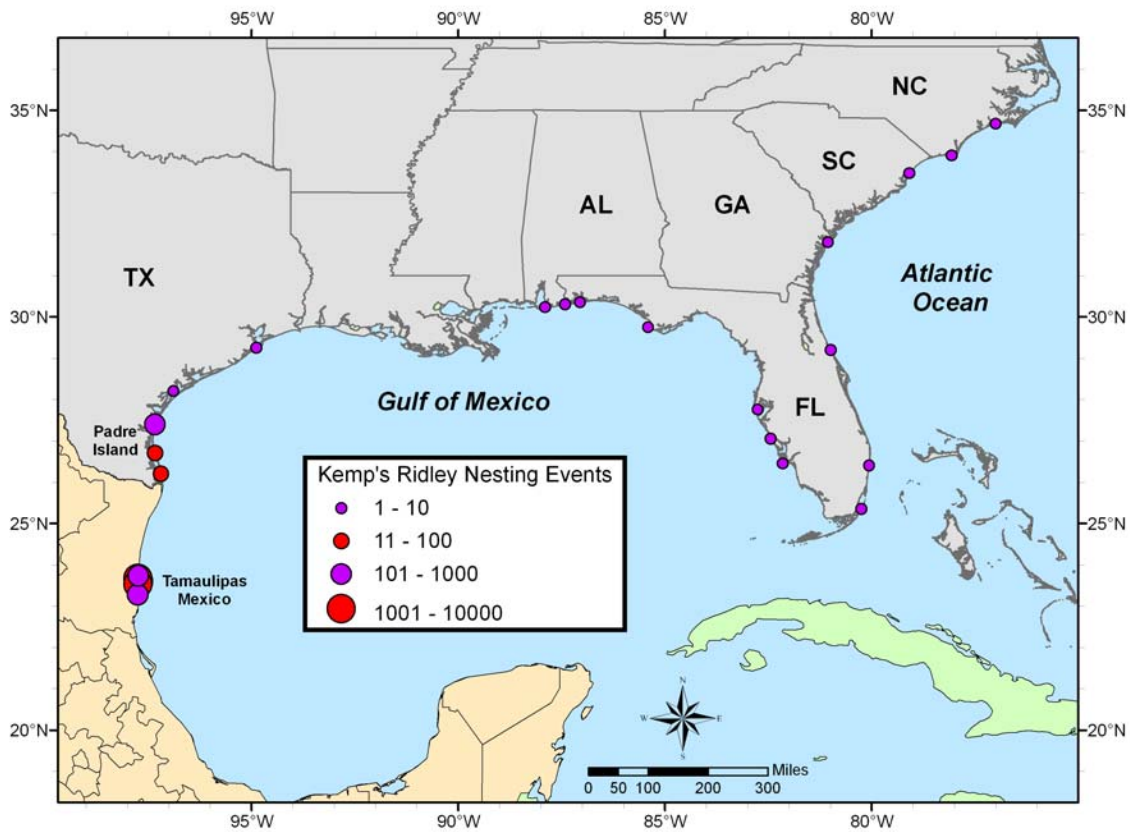 95°W 90°W 85°W 80°W
35°N 35°N
NC
SC
AL GA
TX
Atlantic
Ocean
30°N 30°N
Gulf of Mexico
FL
Padre
Island
Kemp's Ridley Nesting Events
1 - 10
11 - 100
101 - 1000
1001 - 10000
25°N 25°N
Tamaulipas
Mexico
N
W E
S
20°N 20°N
Miles
0 50 100 200 300
95°W 90°W 85°W 80°W